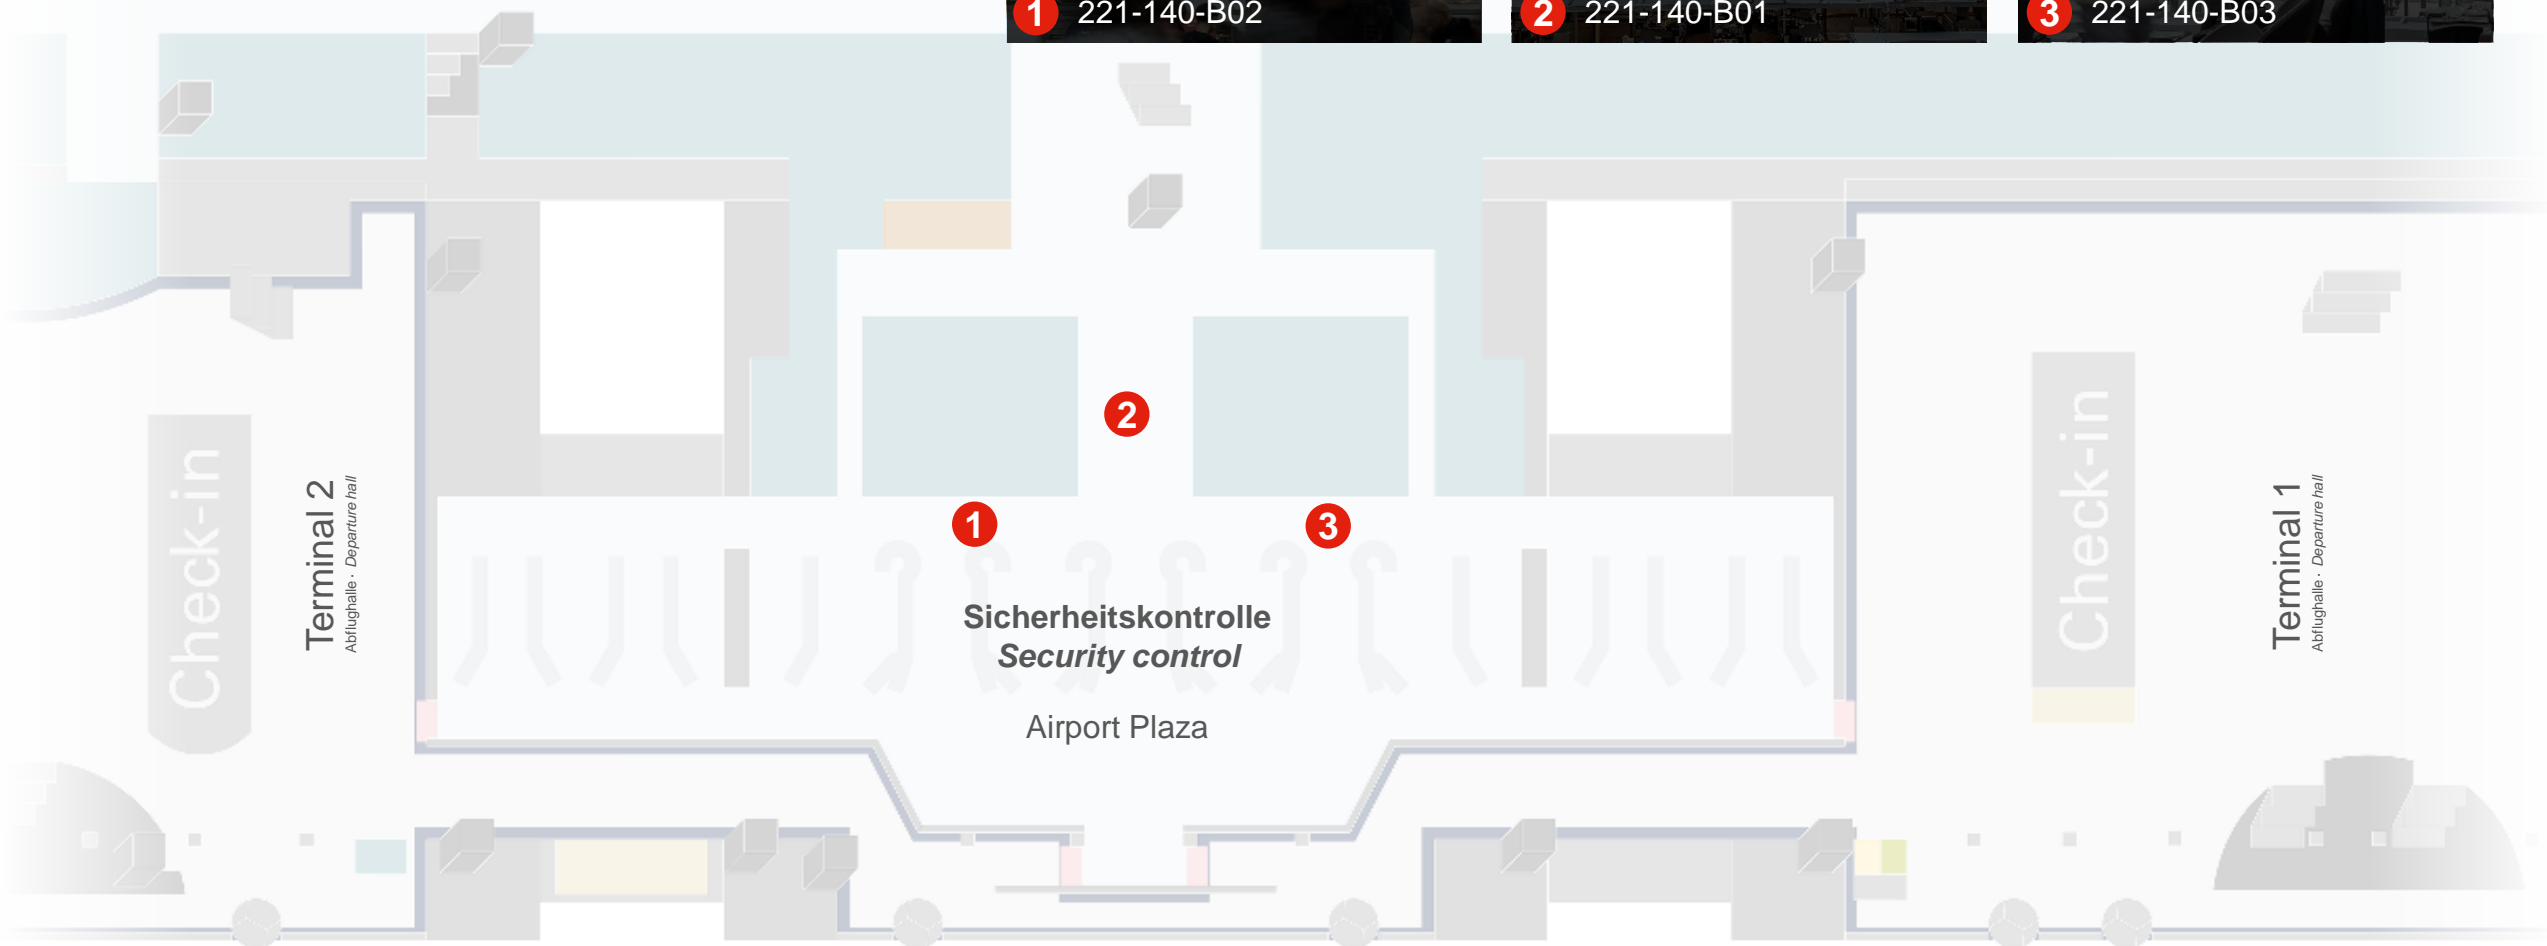 1 221-140-B02
2 221-140-B01
3 221-140-B03
2
1
3
Check-in
Terminal 2
Abflughalle · Departure hall
Sicherheitskontrolle
Security control
Airport Plaza
Check-in
Terminal 1
Abflughalle · Departure hall